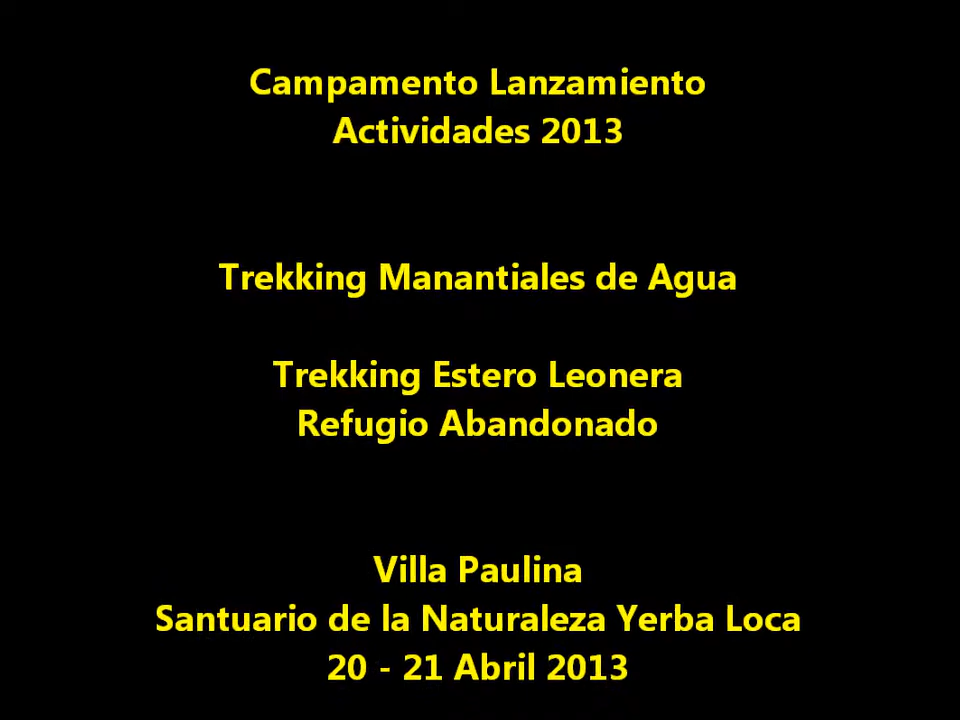 Campamento Lanzamiento
Actividades 2013
Trekking Manantiales de Agua
Trekking Estero Leonera
Refugio Abandonado
Villa Paulina
Santuario de la Naturaleza Yerba Loca
20 - 21 Abril 2013